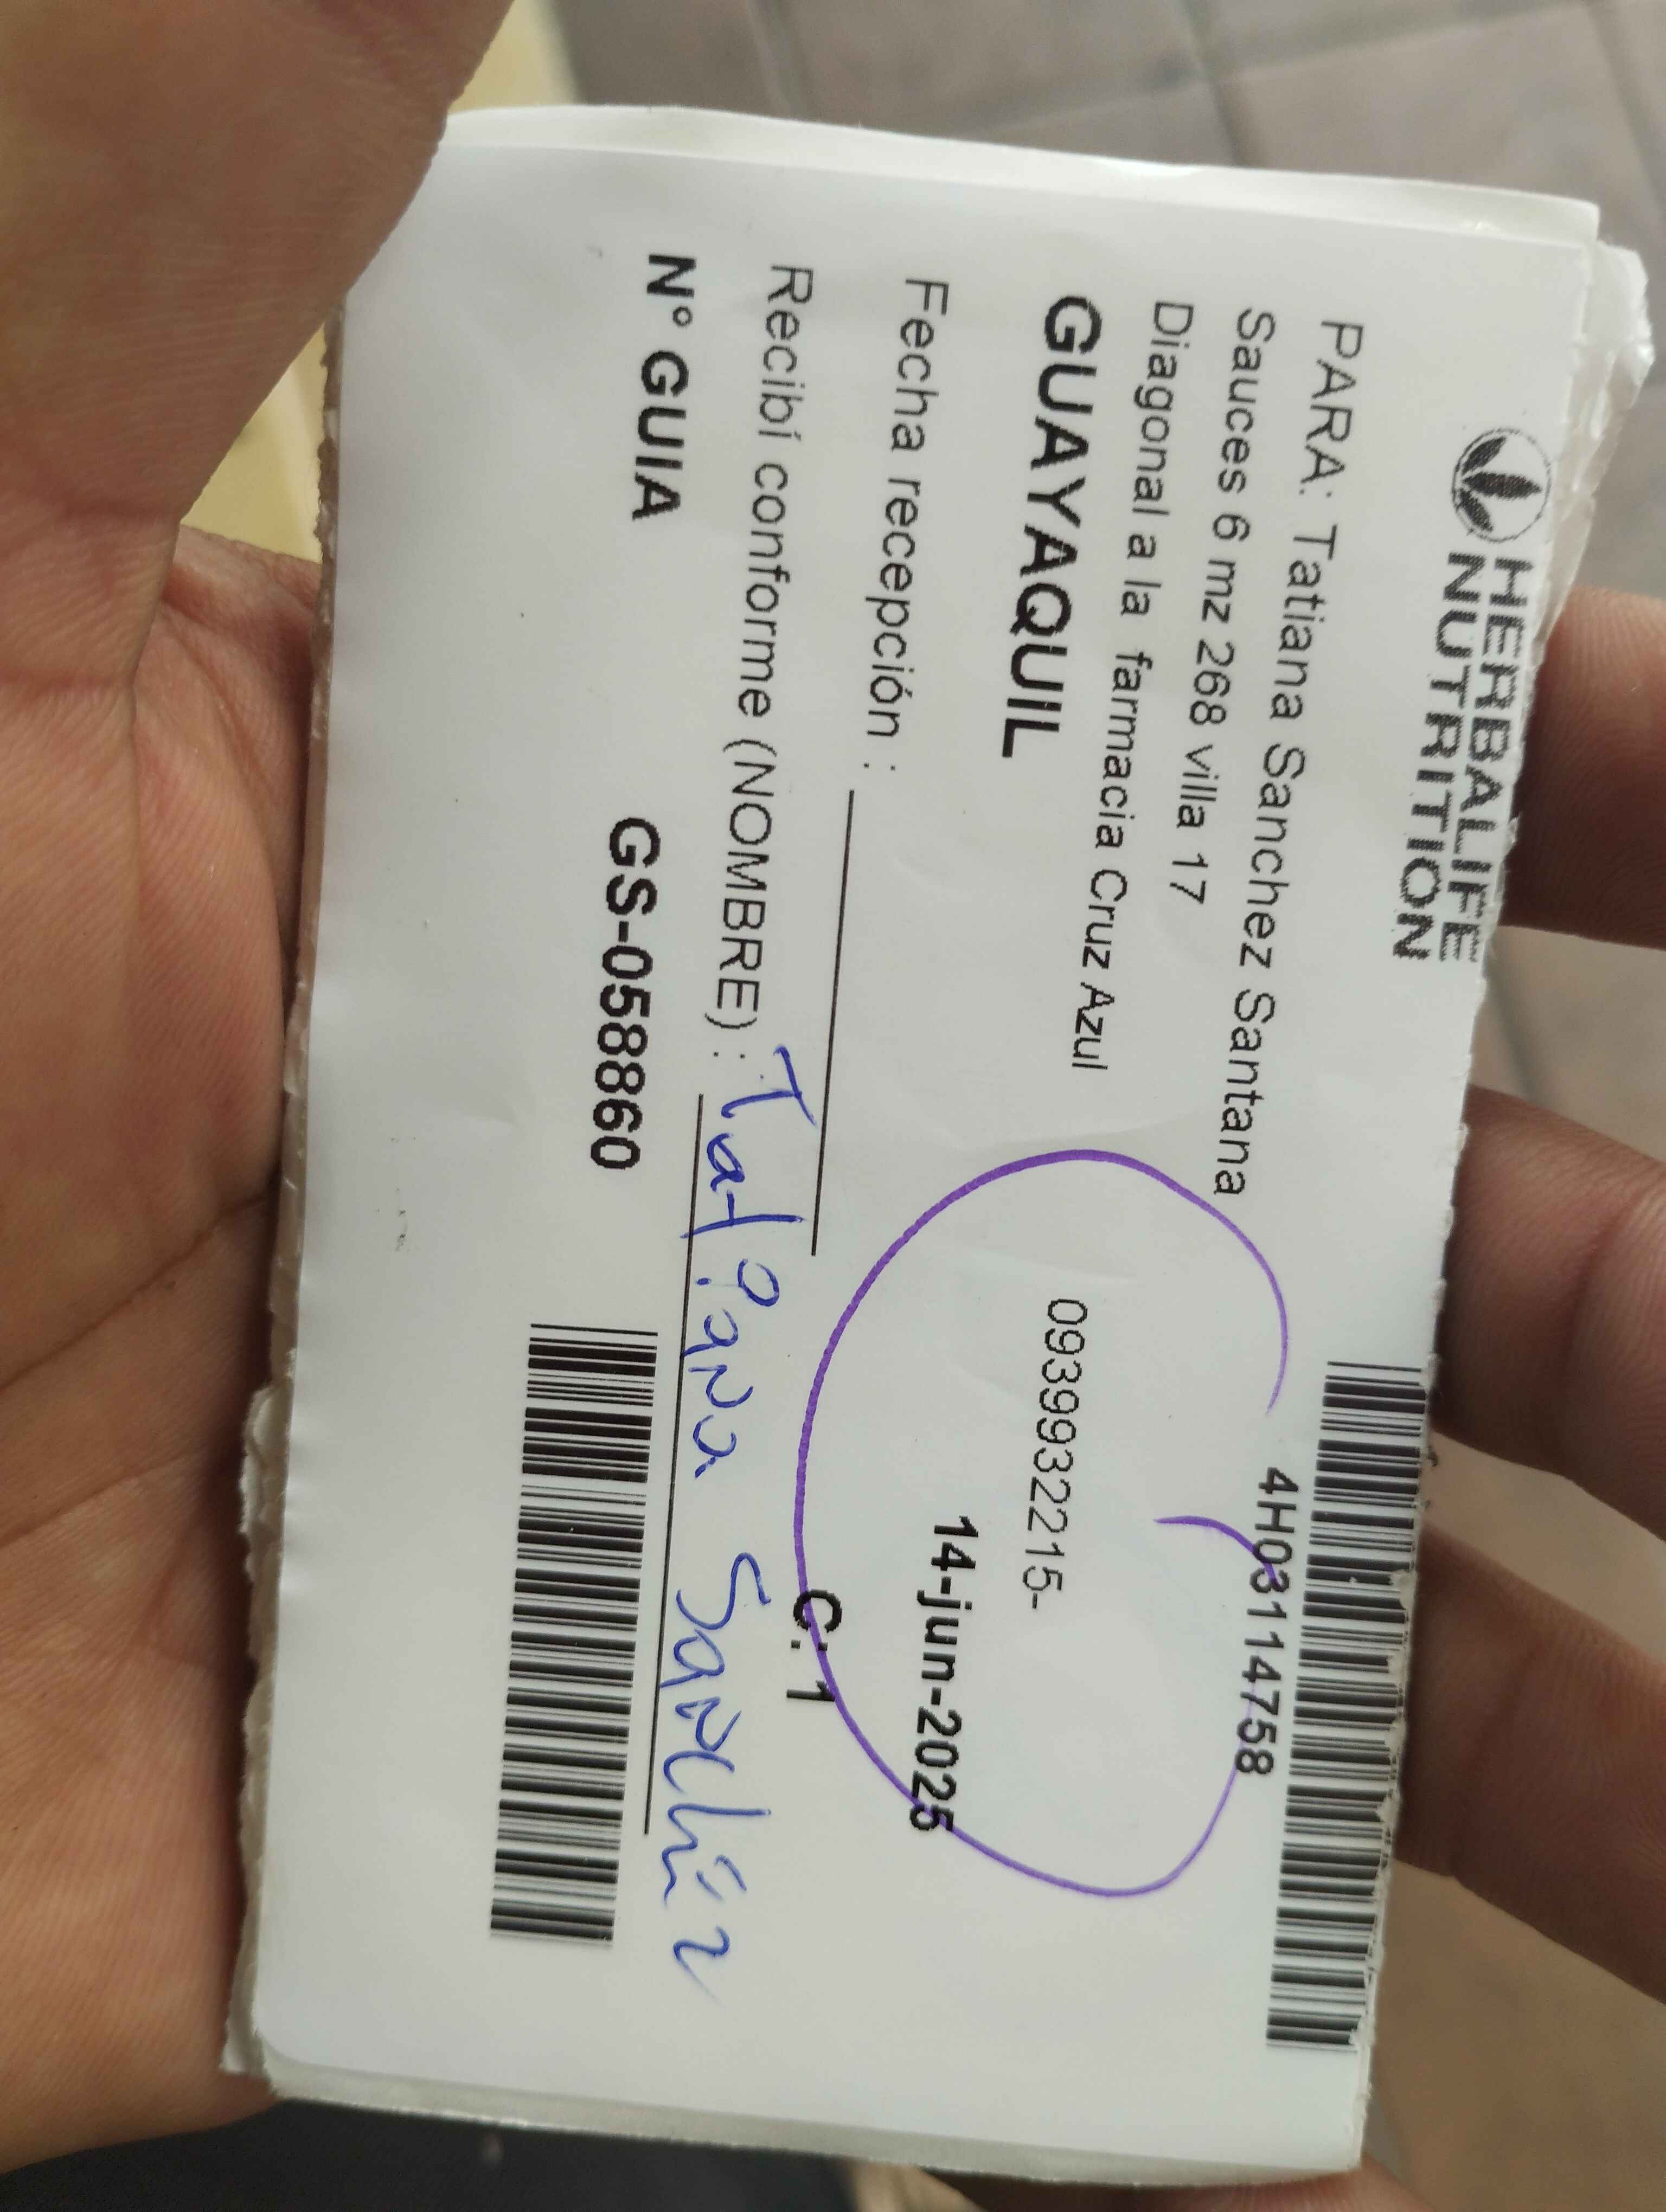 HERBALIFE
NUTRITION
4H03114758
PARA: Tatiana Sanchez Santana
Sauces 6 mz 268 villa 17
Diagonal a la farmacia Cruz Azul
0939932215-
GUAYAQUIL
14-jun-2025
Fecha recepción :
C: 1
Recibí conforme (NOMBRE) : Tatiana Sanchéz
N° GUIA GS-058860